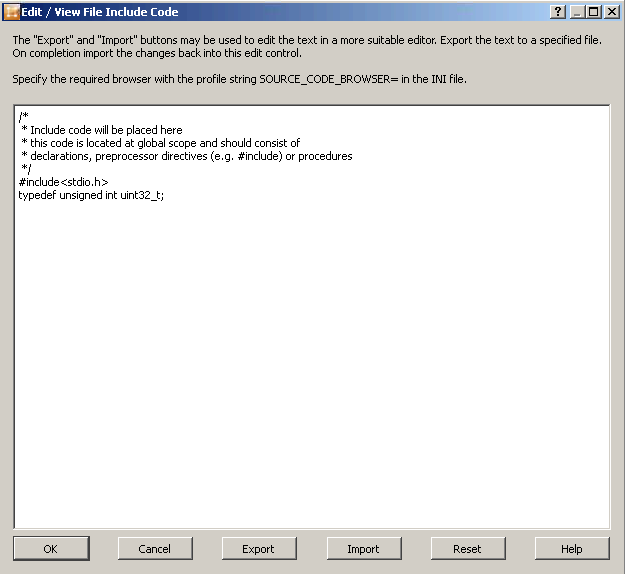 Edit / View File Include Code
The "Export" and "Import" buttons may be used to edit the text in a more suitable editor. Export the text to a specified file.
On completion import the changes back into this edit control.
Specify the required browser with the profile string SOURCE_CODE_BROWSER= in the INI file.
/*
* Include code will be placed here
* this code is located at global scope and should consist of
* declarations, preprocessor directives (e.g. #include) or procedures
*/
#include<stdio.h>
typedef unsigned int uint32_t;
OK Cancel Export Import Reset Help